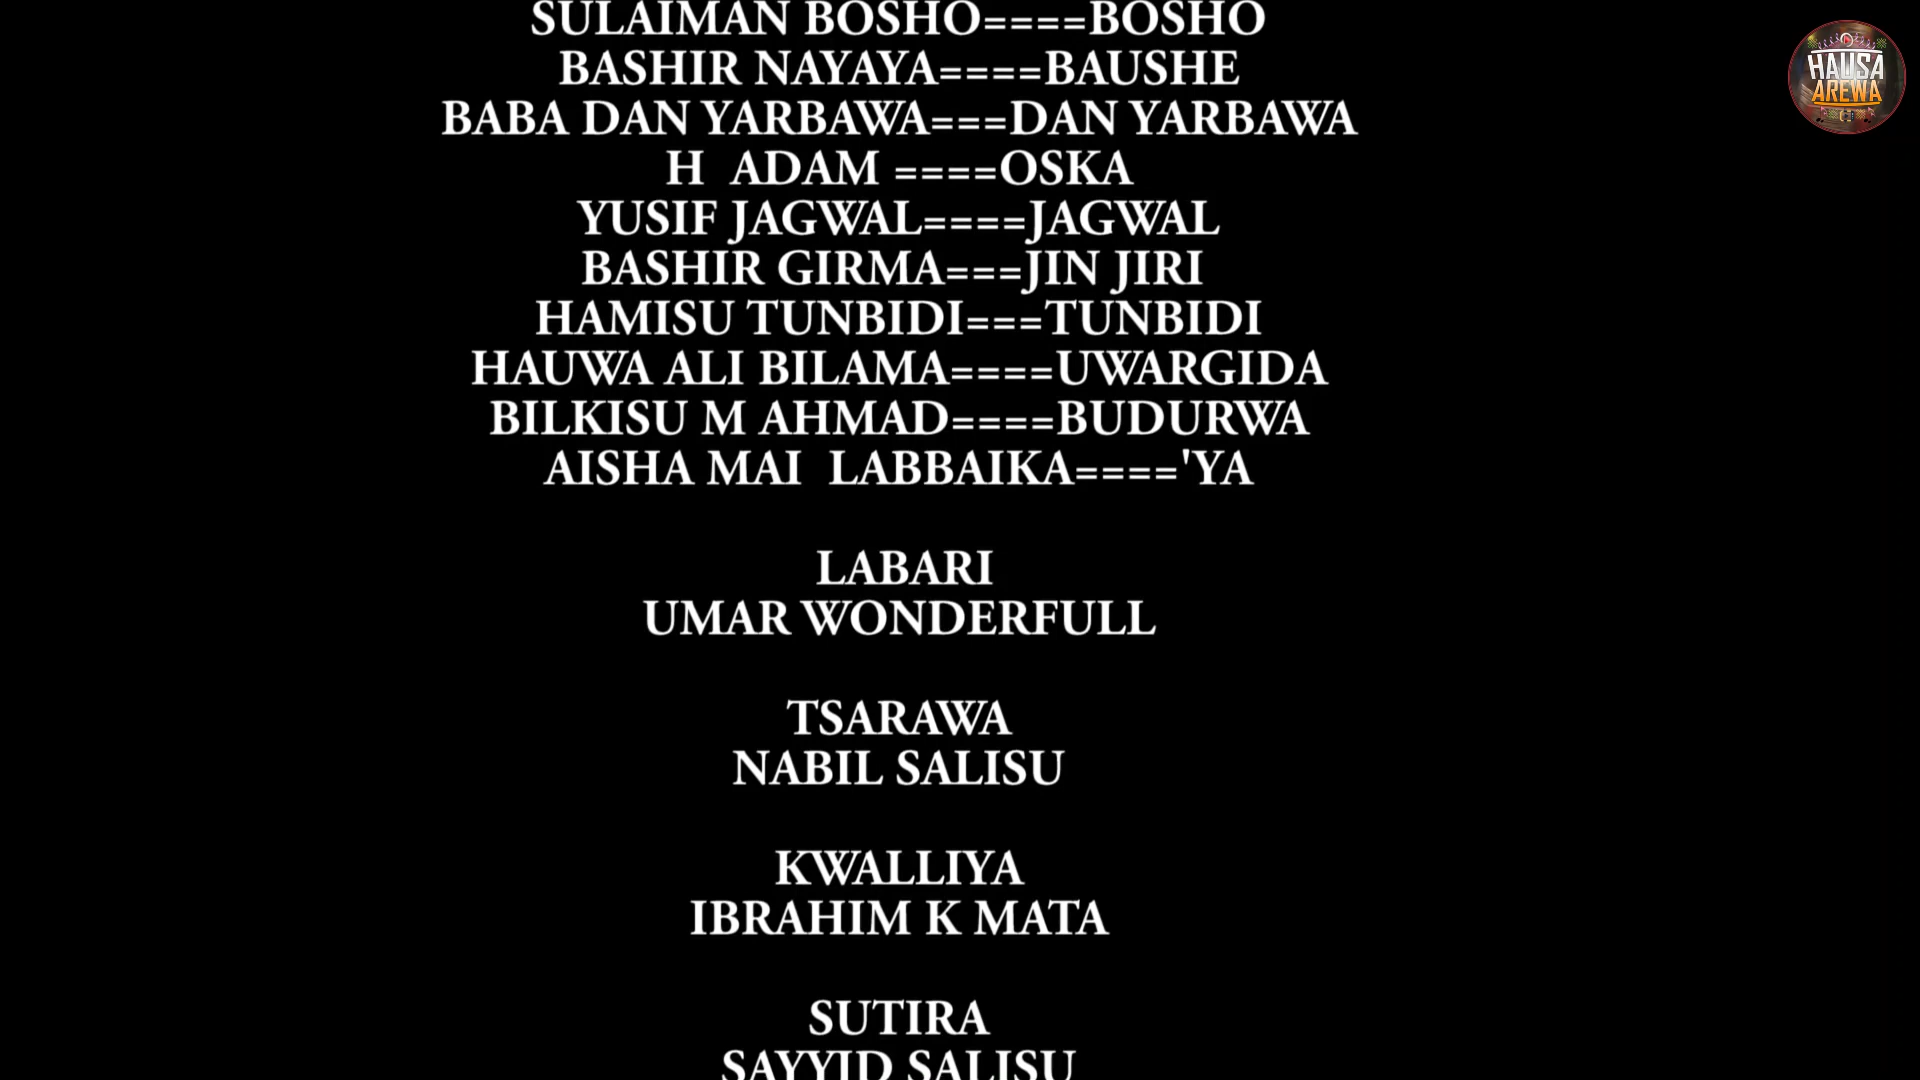 SULAIMAN BOSHO====BOSHO
BASHIR NAYAYA====BAUSHE
BABA DAN YARBAWA===DAN YARBAWA
H  ADAM ====OSKA
YUSIF JAGWAL====JAGWAL
BASHIR GIRMA===JIN JIRI
HAMISU TUNBIDI===TUNBIDI
HAUWA ALI BILAMA====UWARGIDA
BILKISU M AHMAD====BUDURWA
AISHA MAI  LABBAIKA===='YA
LABARI
UMAR WONDERFULL
TSARAWA
NABIL SALISU
KWALLIYA
IBRAHIM K MATA
SUTIRA
SAYYID SALISU
HAUSA
AREWA